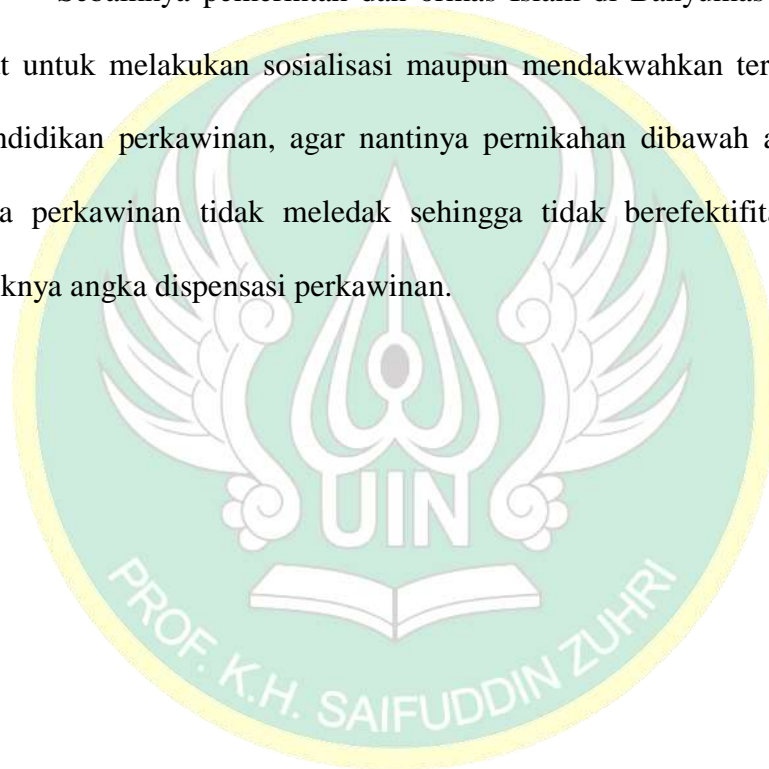 Sebaiknya pemerintah dan ormas Islam di Banyumas
t untuk melakukan sosialisasi maupun mendakwahkan ter
ndidikan perkawinan, agar nantinya pernikahan dibawah a
a perkawinan tidak meledak sehingga tidak berefektifita
knya angka dispensasi perkawinan.
UIN
PROF. K.H. SAIFUDDIN ZUHRI